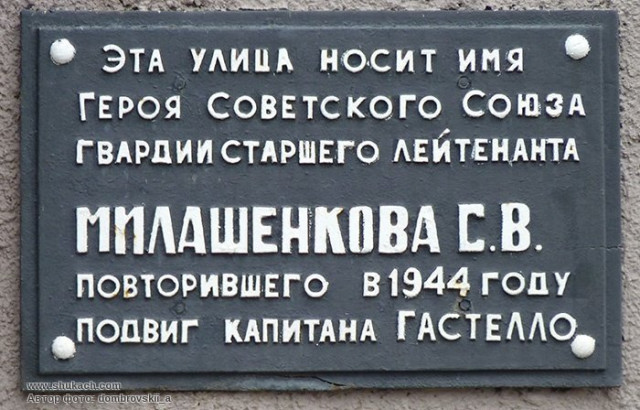 Эта улица носит имя
Героя Советского Союза
гвардии старшего лейтенанта
МИЛАШЕНКОВА С.В.
повторившего в 1944 году
подвиг капитана Гастелло
www.shukach.com
Автор фото: dombrovskii_a